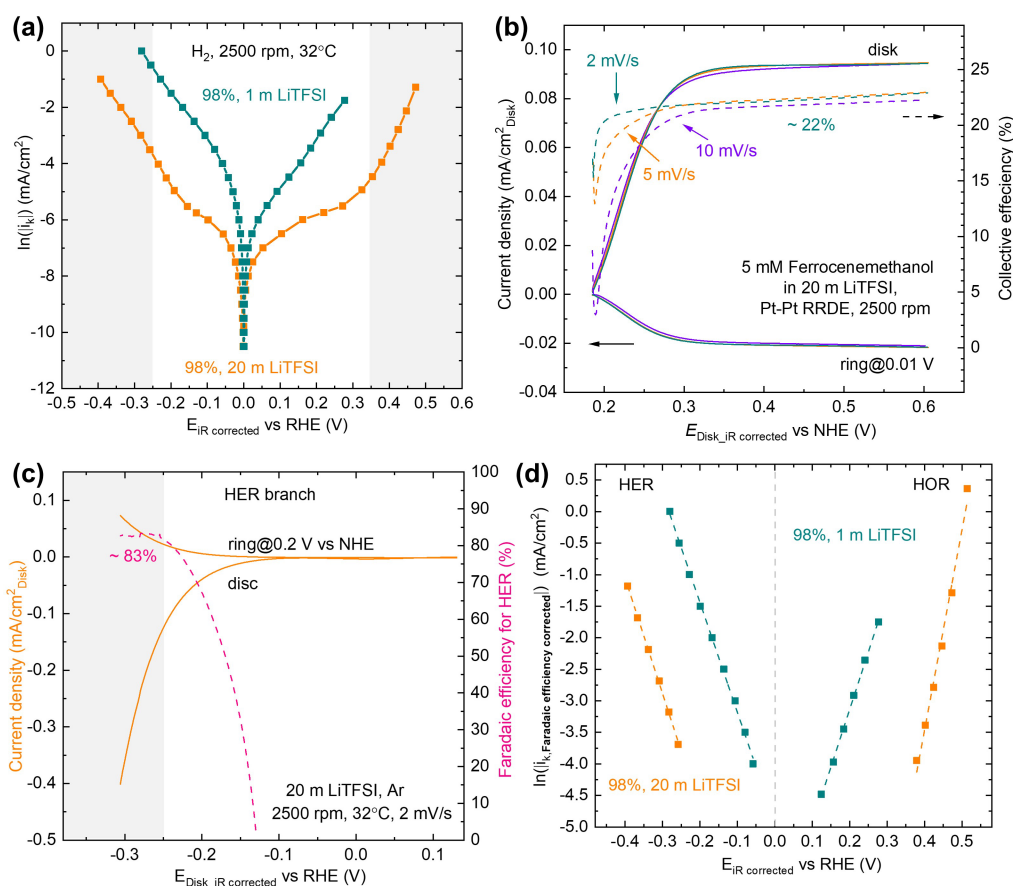 (a)
H2, 2500 rpm, 32°C
98%, 1 m LiTFSI
98%, 20 m LiTFSI
ln(|ik|) (mA/cm²)
0
-2
-4
-6
-8
-10
-12
-0.5 -0.4 -0.3 -0.2 -0.1 0.0 0.1 0.2 0.3 0.4 0.5 0.6
EiR corrected vs RHE (V)
(b)
disk
2 mV/s
~ 22%
10 mV/s
5 mV/s
5 mM Ferrocenemethanol
in 20 m LiTFSI,
Pt-Pt RRDE, 2500 rpm
ring@0.01 V
Current density (mA/cm²Disk)
0.10
0.08
0.06
0.04
0.02
0.00
-0.02
-0.04
Collective effeciency (%)
25
20
15
10
5
0
0.2 0.3 0.4 0.5 0.6
EDisk_iR corrected vs NHE (V)
(c)
HER branch
ring@0.2 V vs NHE
~ 83%
disc
20 m LiTFSI, Ar
2500 rpm, 32°C, 2 mV/s
Current density (mA/cm²Disk)
0.1
0.0
-0.1
-0.2
-0.3
-0.4
-0.5
Faradaic efficiency for HER (%)
100
90
80
70
60
50
40
30
20
10
0
-0.3 -0.2 -0.1 0.0 0.1
EDisk_iR corrected vs RHE (V)
(d)
HER HOR
98%, 1 m LiTFSI
98%, 20 m LiTFSI
ln(|ik,Faradaic efficiency corrected|) (mA/cm²)
0.5
0.0
-0.5
-1.0
-1.5
-2.0
-2.5
-3.0
-3.5
-4.0
-4.5
-5.0
-0.4 -0.3 -0.2 -0.1 0.0 0.1 0.2 0.3 0.4 0.5
EiR corrected vs RHE (V)